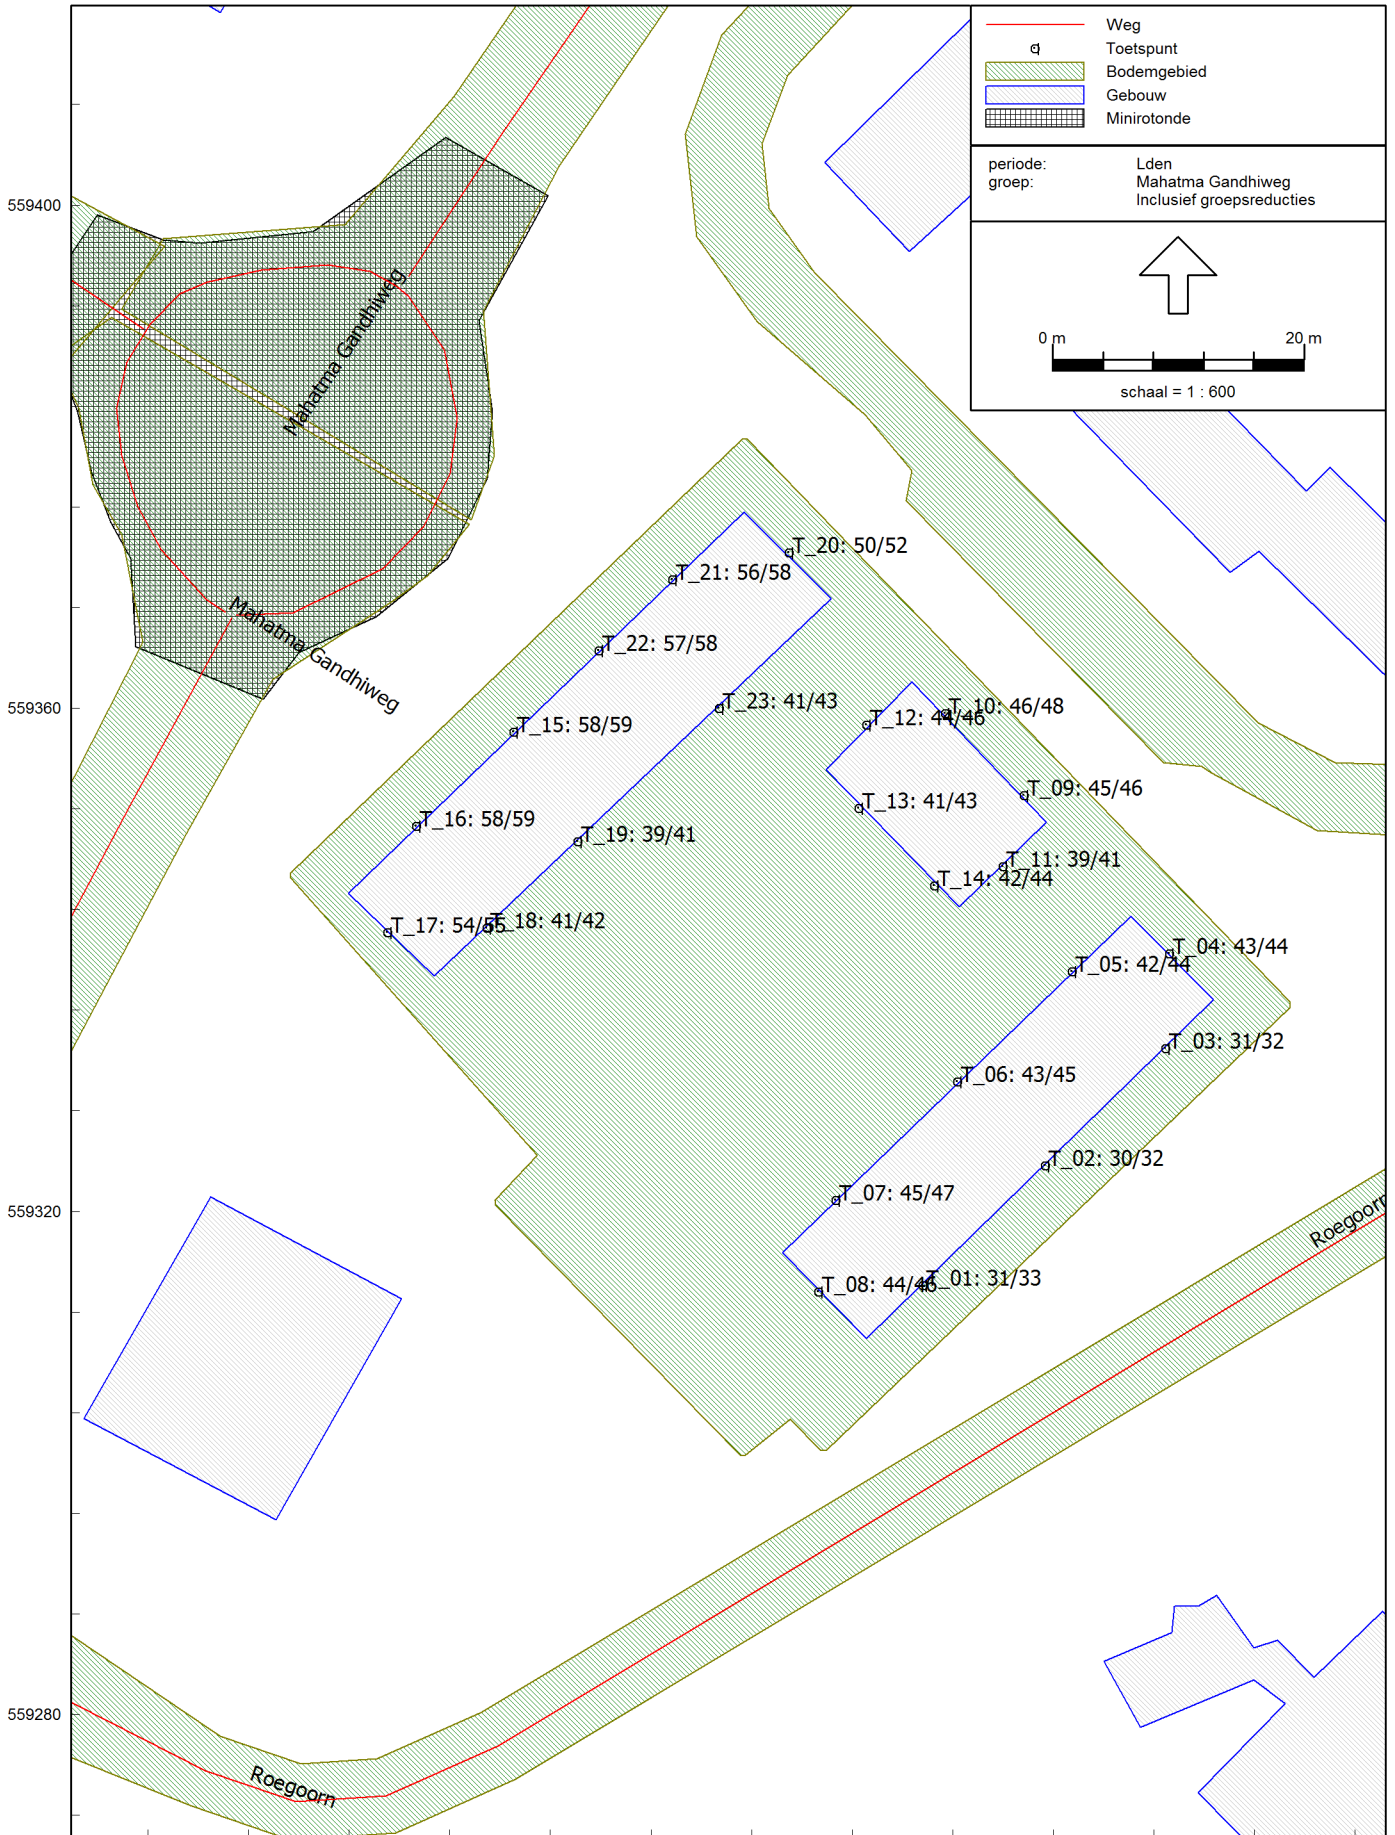 Weg
Toetspunt
Bodemgebied
Gebouw
Minirotonde
periode: Lden
groep: Mahatma Gandhiweg
Inclusief groepsreducties
0 m 20 m
schaal = 1 : 600
559400
Mahatma Gandhiweg
Mahatma Gandhiweg
T_20: 50/52
T_21: 56/58
T_22: 57/58
559360
T_23: 41/43
T_10: 46/48
T_12: 44/46
T_15: 58/59
T_09: 45/46
T_13: 41/43
T_16: 58/59
T_19: 39/41
T_11: 39/41
T_14: 42/44
T_18: 41/42
T_17: 54/55
T_04: 43/44
T_05: 42/44
T_03: 31/32
T_06: 43/45
T_02: 30/32
T_07: 45/47
559320
Roegoorn
T_01: 31/33
T_08: 44/46
559280
Roegoorn